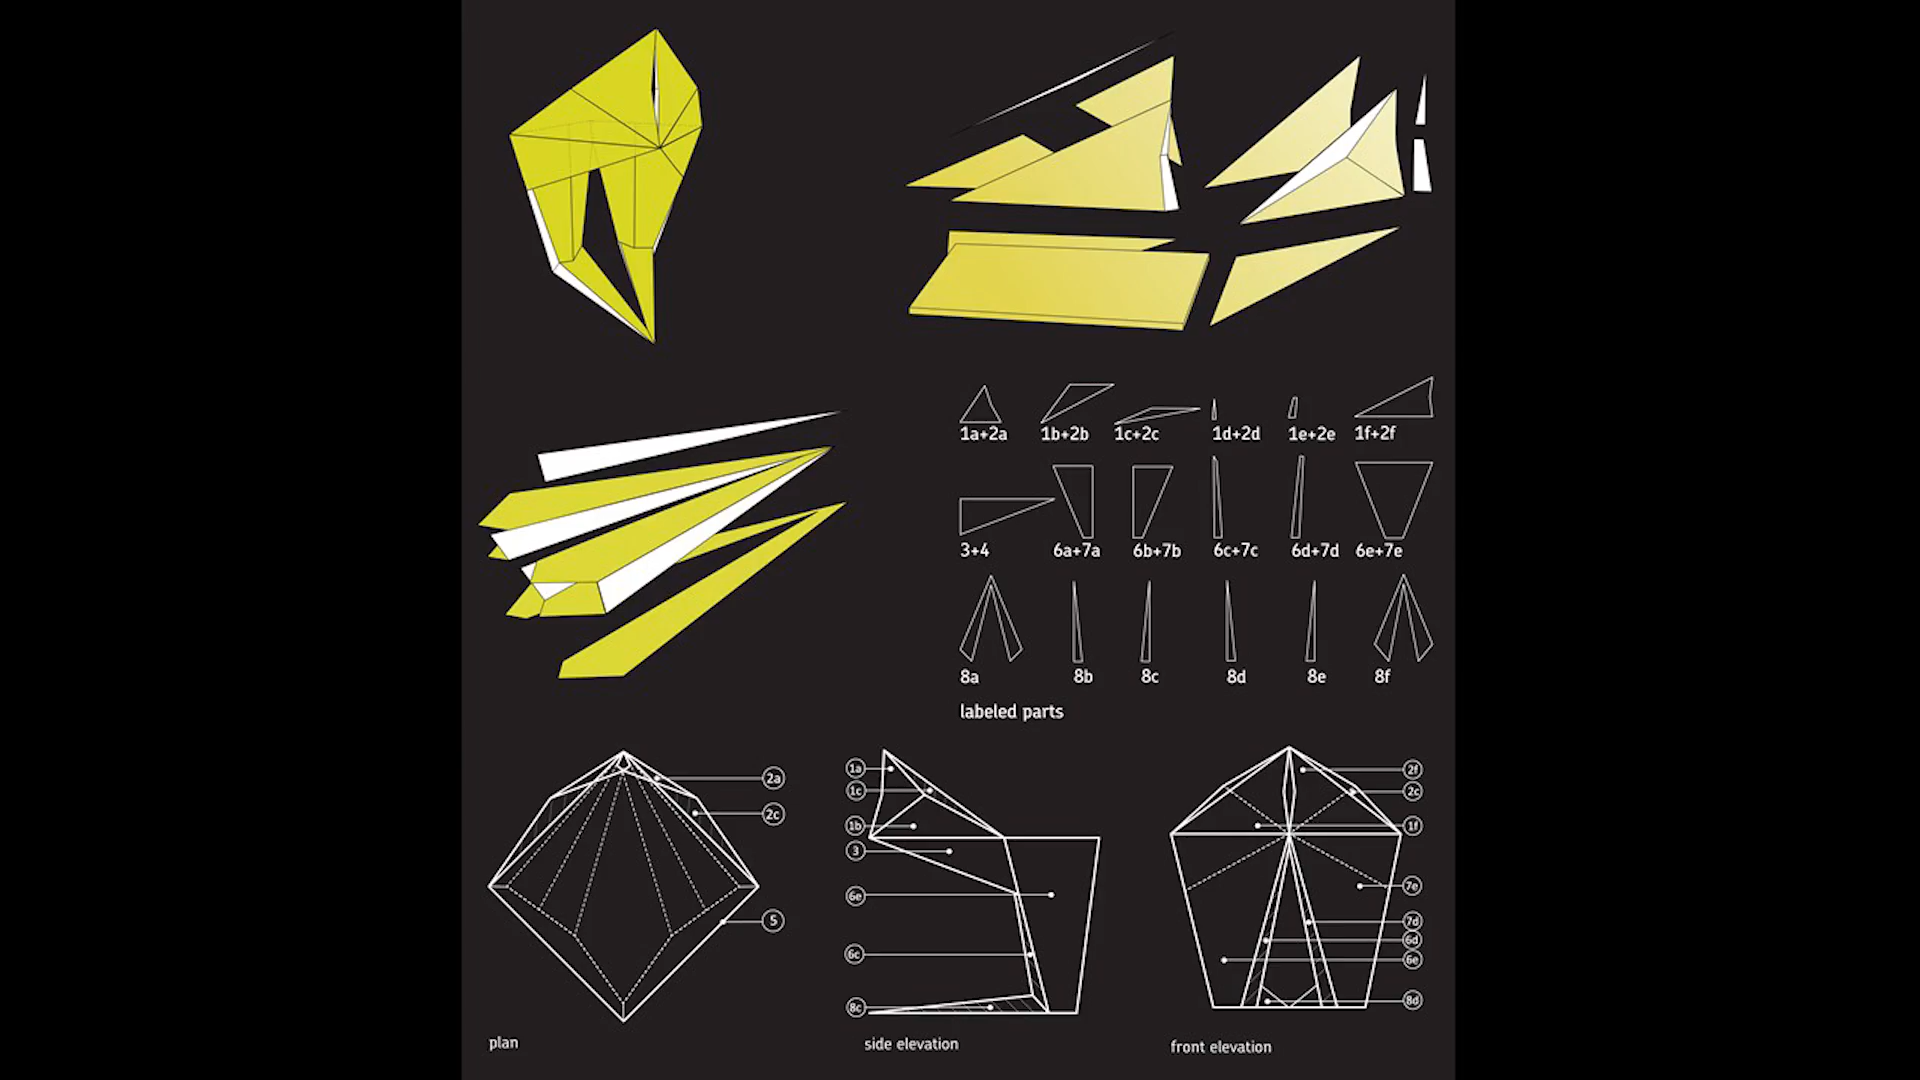 1a+2a 1b+2b 1c+2c 1d+2d 1e+2e 1f+2f
3+4 6a+7a 6b+7b 6c+7c 6d+7d 6e+7e
8a 8b 8c 8d 8e 8f
labeled parts
2a
2c
5
plan
1a
1c
1b
3
6e
6c
8c
side elevation
2f
2c
1f
7e
7d
6d
6e
8d
front elevation